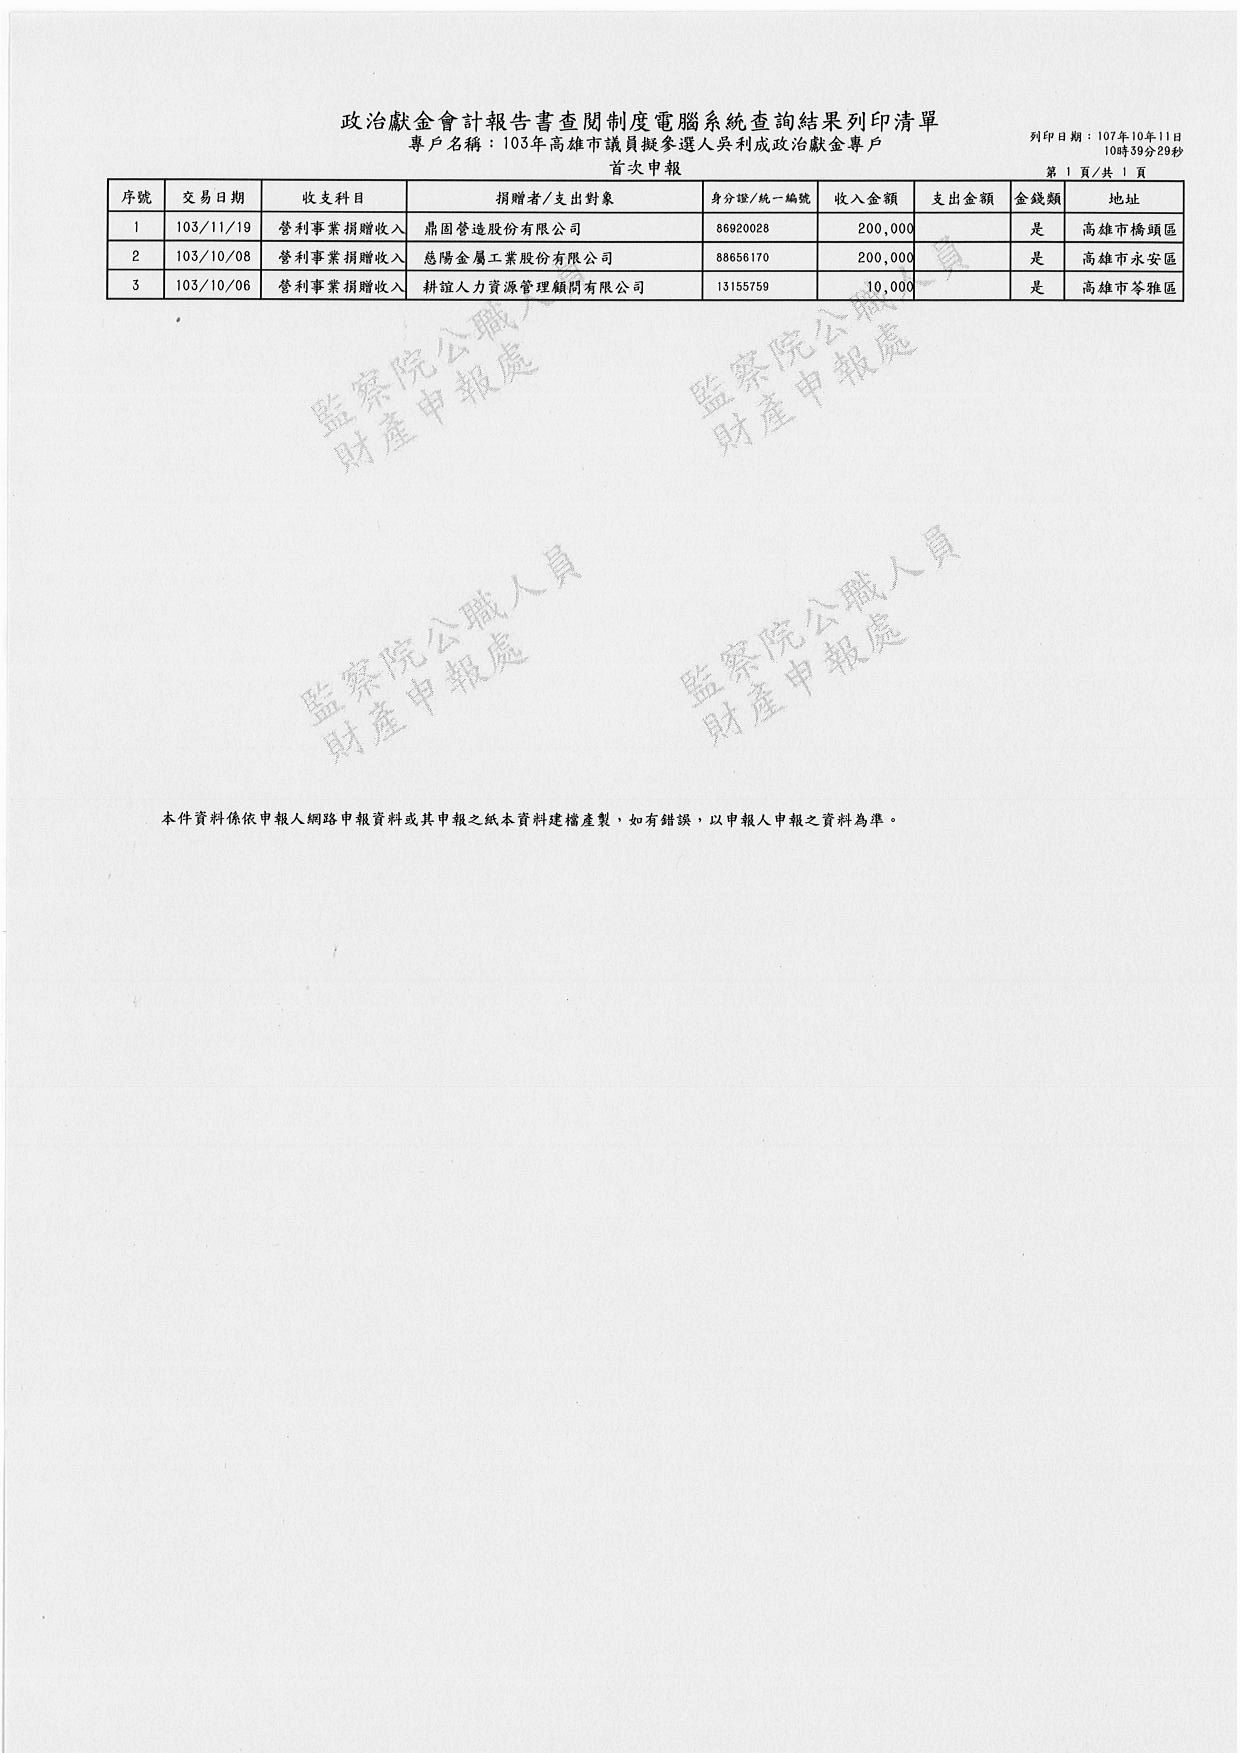 政治獻金會計報告書查閱制度電腦系統查詢結果列印清單
專戶名稱：103年高雄市議員擬參選人吳利成政治獻金專戶
首次申報
列印日期：107年10年11日
10時39分29秒
第 1 頁/共 1 頁
序號 交易日期 收支科目 捐贈者/支出對象 身分證/統一編號 收入金額 支出金額 金錢類 地址
1 103/11/19 營利事業捐贈收入 鼎固營造股份有限公司 86920028 200,000 是 高雄市橋頭區
2 103/10/08 營利事業捐贈收入 慈陽金屬工業股份有限公司 88656170 200,000 是 高雄市永安區
3 103/10/06 營利事業捐贈收入 耕誼人力資源管理顧問有限公司 13155759 10,000 是 高雄市苓雅區
監察院公職人員
財產申報處
監察院公職人員
財產申報處
監察院公職人員
財產申報處
監察院公職人員
財產申報處
本件資料係依申報人網路申報資料或其申報之紙本資料建檔產製，如有錯誤，以申報人申報之資料為準。